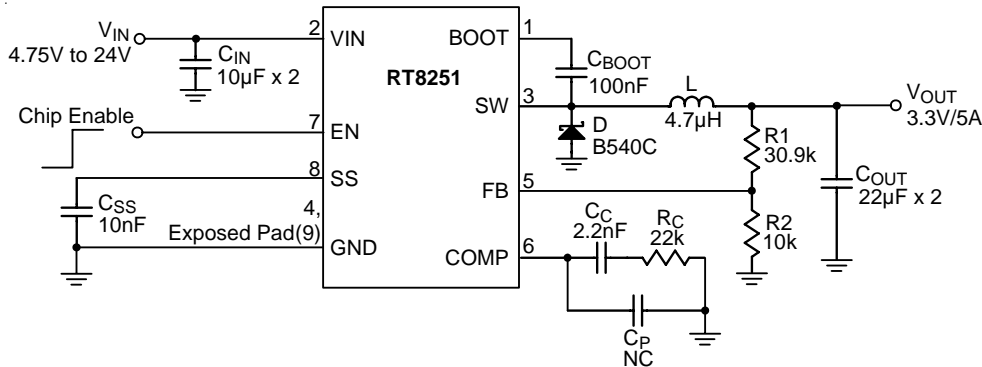 VIN
4.75V to 24V
CIN
10µF x 2
2
VIN
BOOT
1
CBOOT
100nF
RT8251
SW
3
L
4.7µH
VOUT
3.3V/5A
Chip Enable
7
EN
D
B540C
R1
30.9k
8
SS
FB
5
COUT
22µF x 2
CSS
10nF
4,
Exposed Pad(9)
GND
COMP
6
CC
2.2nF
RC
22k
R2
10k
CP
NC